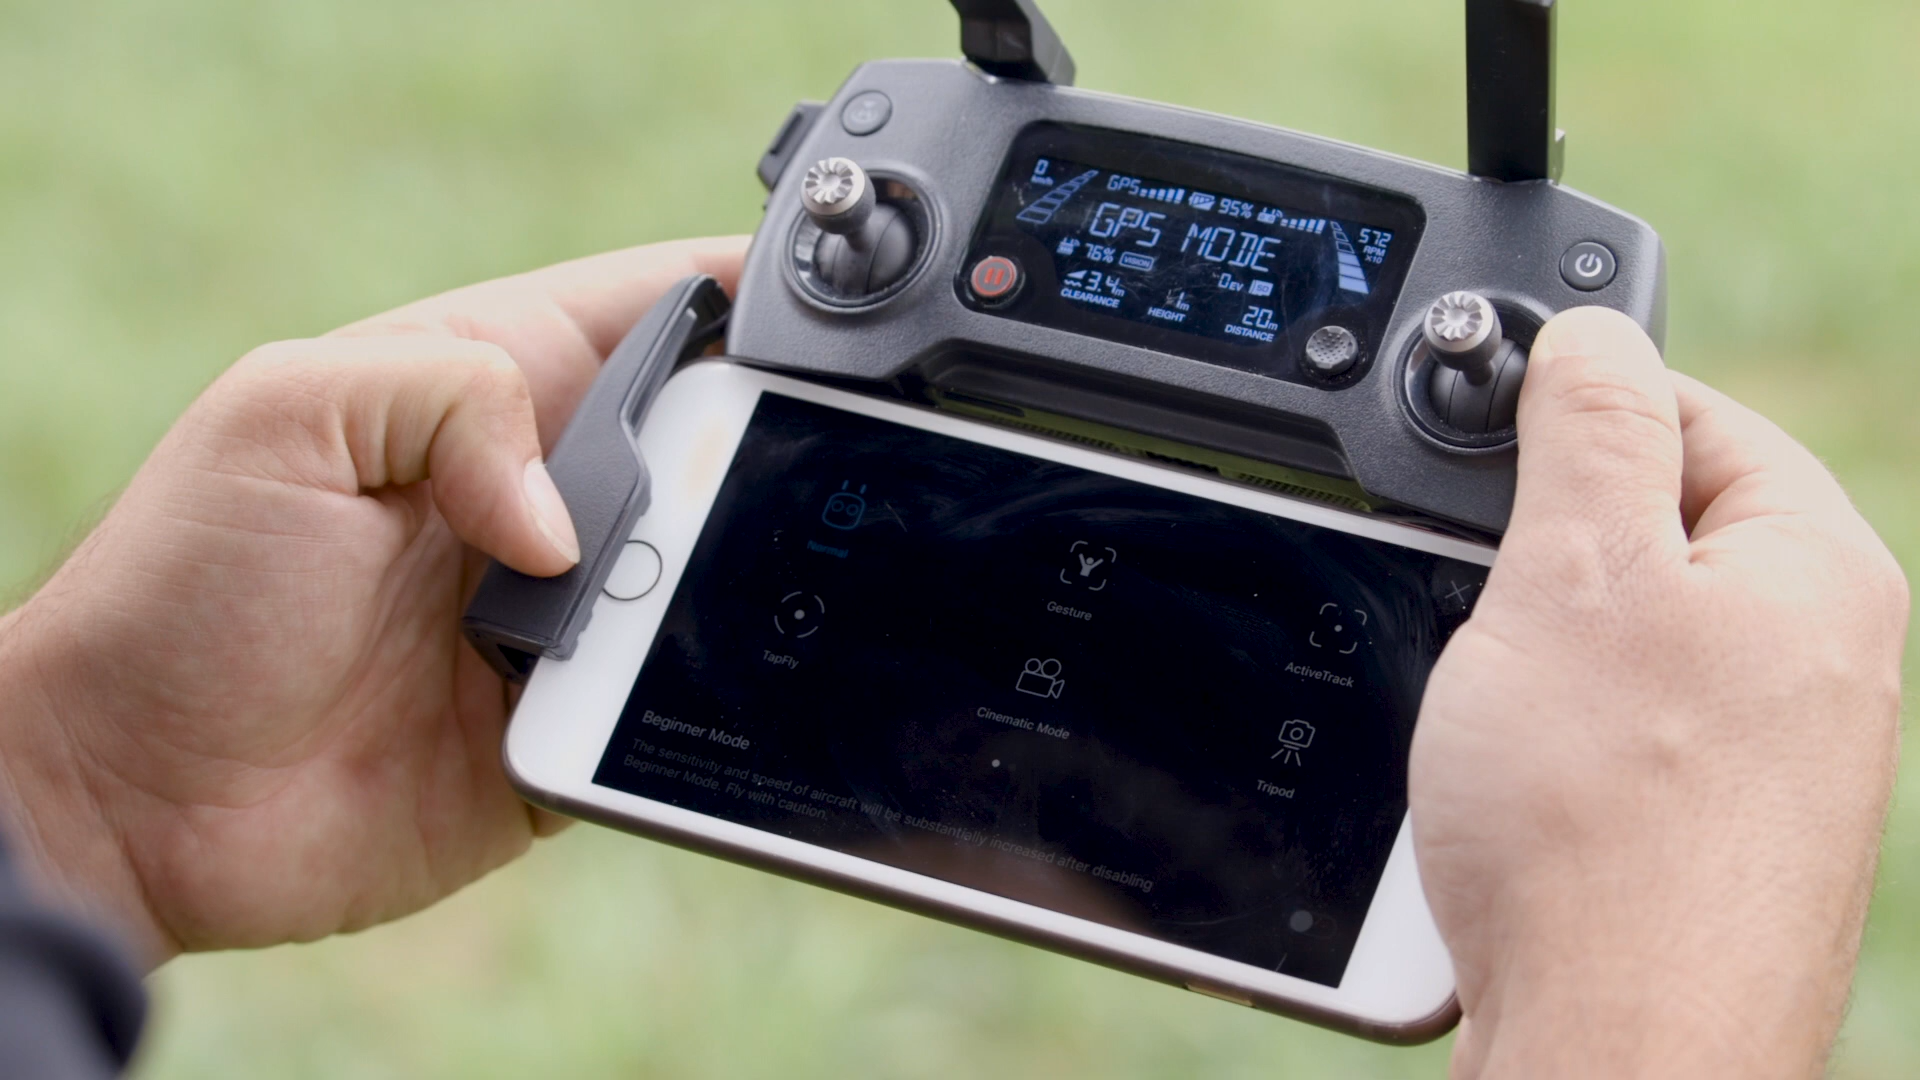 0
km/h
GPS
95%
GPS MODE
572
RPM
X10
76%
VISION
3.4m
CLEARANCE
1m
HEIGHT
0EV
ISO
20m
DISTANCE
Normal
Gesture
ActiveTrack
TapFly
Cinematic Mode
Tripod
Beginner Mode
The sensitivity and speed of aircraft will be substantially increased after disabling
Beginner Mode. Fly with caution.